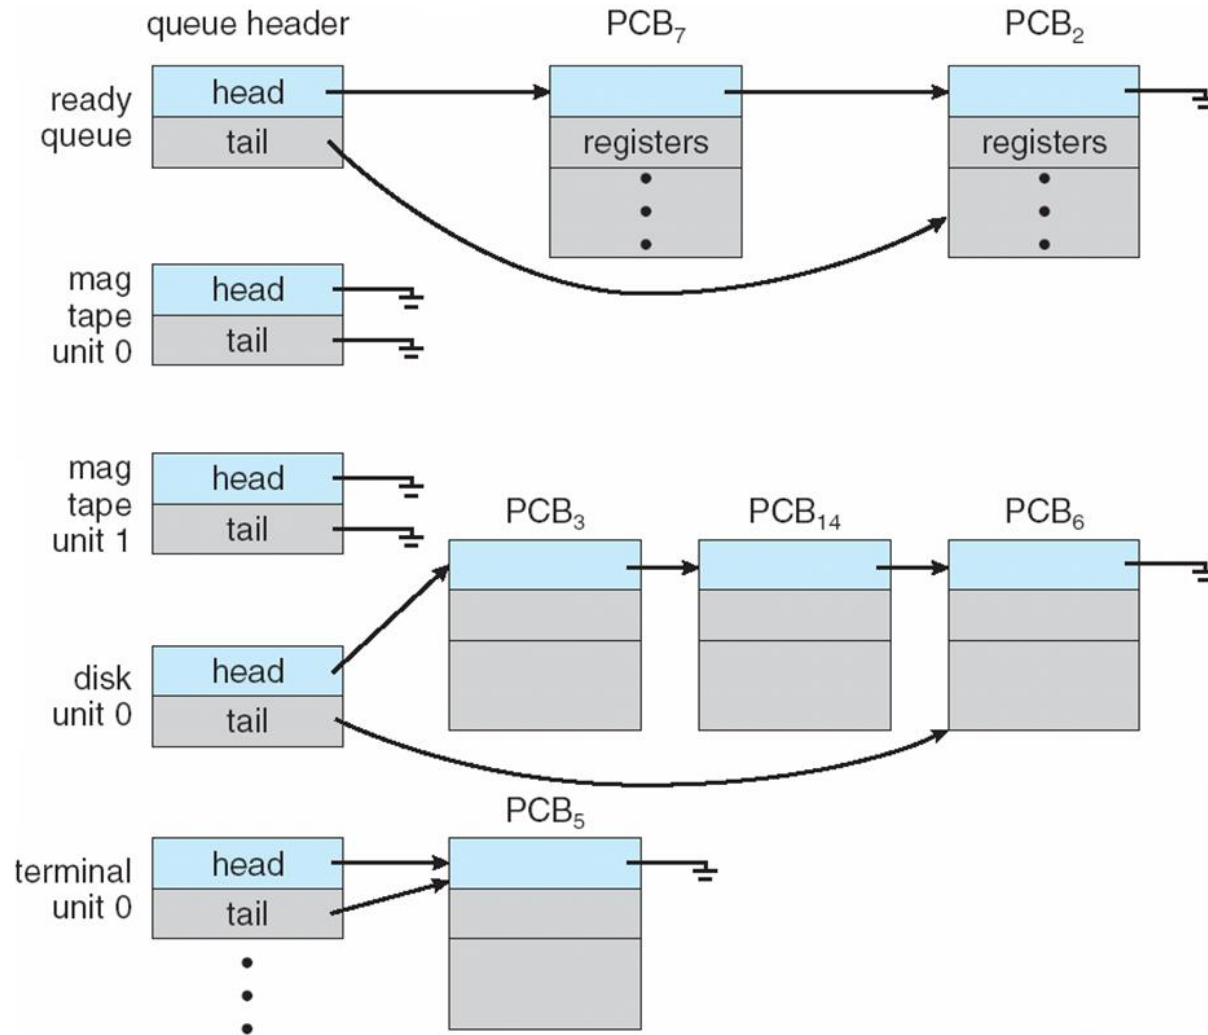 queue header
PCB₇
PCB₂
ready
queue
head
tail
registers
registers
mag
tape
unit 0
head
tail
mag
tape
unit 1
head
tail
PCB₃
PCB₁₄
PCB₆
disk
unit 0
head
tail
PCB₅
terminal
unit 0
head
tail